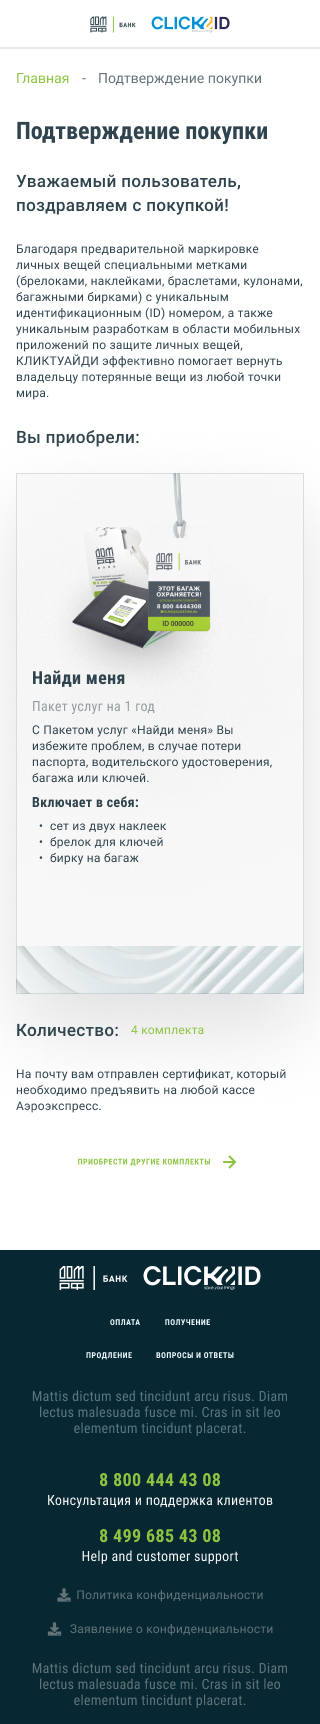 ДОМ РФ БАНК CLICK2ID
Главная - Подтверждение покупки
Подтверждение покупки
Уважаемый пользователь,
поздравляем с покупкой!
Благодаря предварительной маркировке
личных вещей специальными метками
(брелоками, наклейками, браслетами, кулонами,
багажными бирками) с уникальным
идентификационным (ID) номером, а также
уникальным разработкам в области мобильных
приложений по защите личных вещей,
КЛИКТУАЙДИ эффективно помогает вернуть
владельцу потерянные вещи из любой точки
мира.
Вы приобрели:
ДОМ РФ
БАНК
ДОМ РФ БАНК
ЭТОТ БАГАЖ
ОХРАНЯЕТСЯ!
8 800 4444308
ID 000000
Найди меня
Пакет услуг на 1 год
С Пакетом услуг «Найди меня» Вы
избежите проблем, в случае потери
паспорта, водительского удостоверения,
багажа или ключей.
Включает в себя:
• сет из двух наклеек
• брелок для ключей
• бирку на багаж
Количество: 4 комплекта
На почту вам отправлен сертификат, который
необходимо предъявить на любой кассе
Аэроэкспресс.
ПРИОБРЕСТИ ДРУГИЕ КОМПЛЕКТЫ
ДОМ РФ БАНК CLICK2ID
save your things
ОПЛАТА ПОЛУЧЕНИЕ
ПРОДЛЕНИЕ ВОПРОСЫ И ОТВЕТЫ
Mattis dictum sed tincidunt arcu risus. Diam
lectus malesuada fusce mi. Cras in sit leo
elementum tincidunt placerat.
8 800 444 43 08
Консультация и поддержка клиентов
8 499 685 43 08
Help and customer support
Политика конфиденциальности
Заявление о конфиденциальности
Mattis dictum sed tincidunt arcu risus. Diam
lectus malesuada fusce mi. Cras in sit leo
elementum tincidunt placerat.